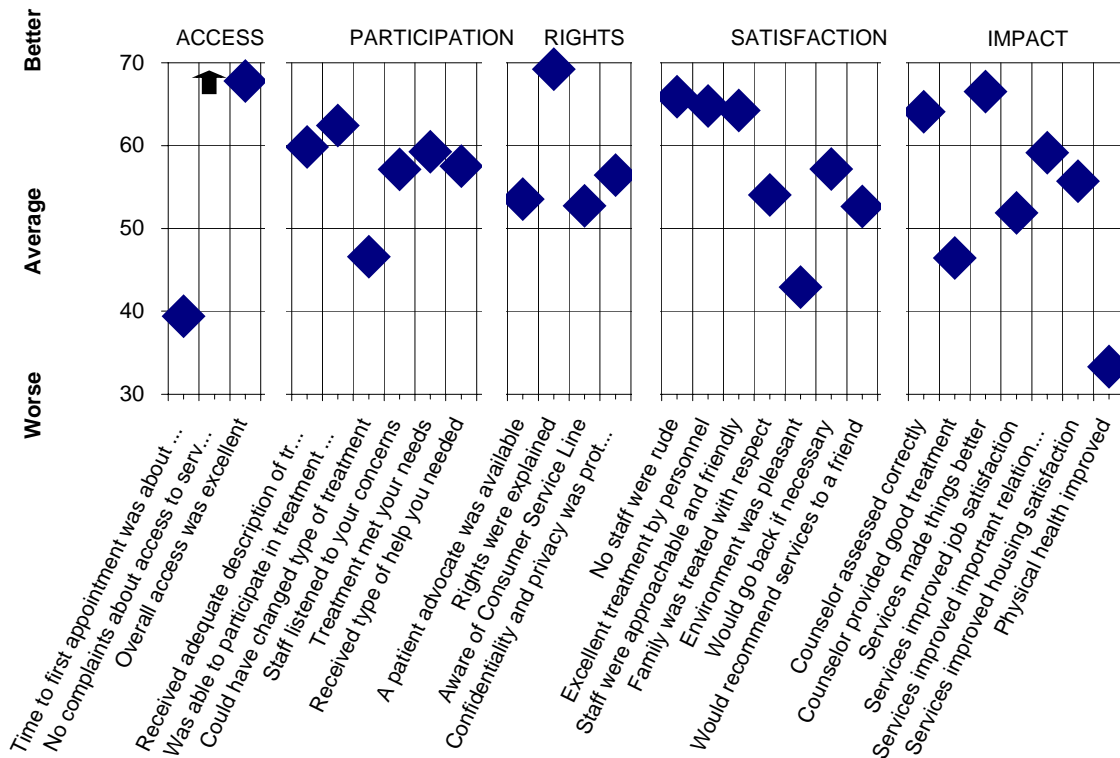 ACCESS
PARTICIPATION
RIGHTS
SATISFACTION
IMPACT
Better
Average
Worse
70
60
50
40
30
Time to first appointment was about ...
No complaints about access to serv...
Overall access was excellent
Received adequate description of tr...
Was able to participate in treatment ...
Could have changed type of treatment
Staff listened to your concerns
Treatment met your needs
Received type of help you needed
A patient advocate was available
Rights were explained
Aware of Consumer Service Line
Confidentiality and privacy was prot...
No staff were rude
Excellent treatment by personnel
Staff were approachable and friendly
Family was treated with respect
Environment was pleasant
Would go back if necessary
Would recommend services to a friend
Counselor assessed correctly
Counselor provided good treatment
Services made things better
Services improved job satisfaction
Services improved important relation...
Services improved housing satisfaction
Physical health improved